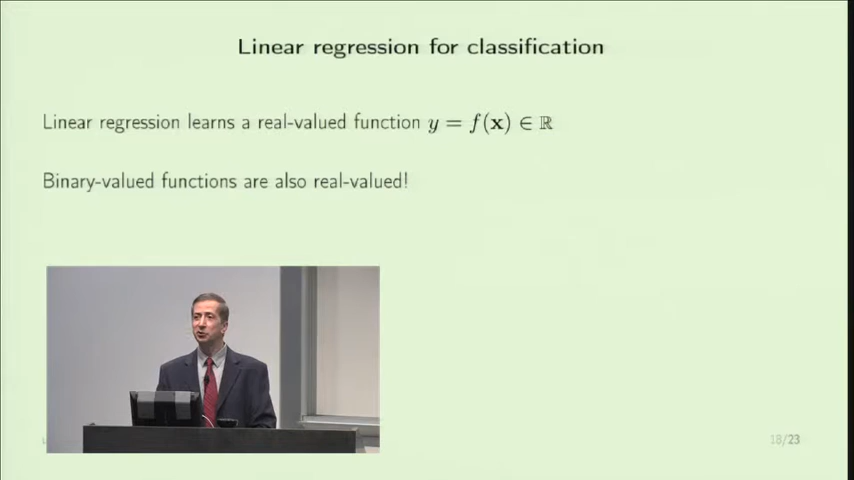 Linear regression for classification
Linear regression learns a real-valued function y = f(x) ∈ ℝ
Binary-valued functions are also real-valued!
18/23